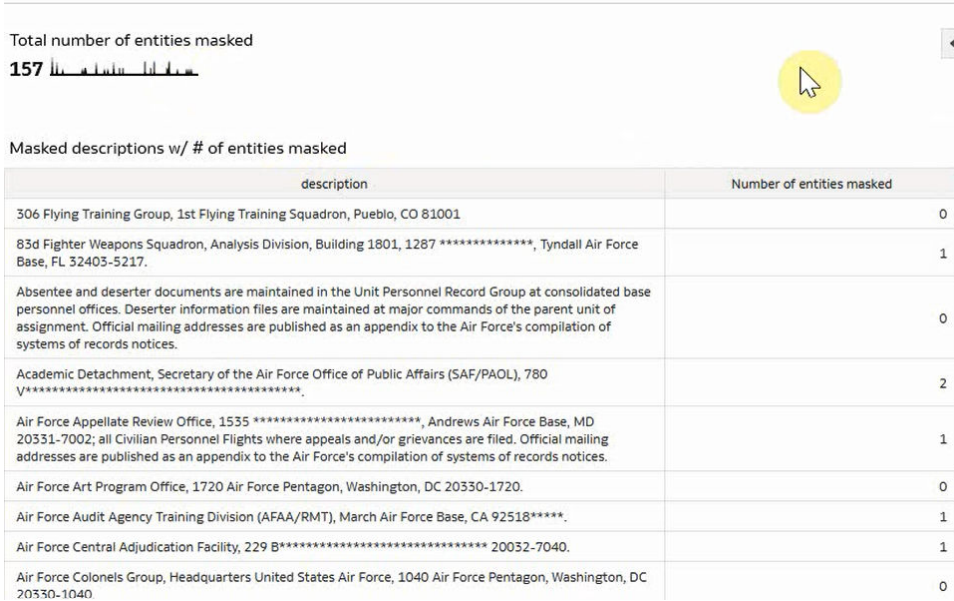 Total number of entities masked
157
Masked descriptions w/ # of entities masked
description Number of entities masked
306 Flying Training Group, 1st Flying Training Squadron, Pueblo, CO 81001 0
83d Fighter Weapons Squadron, Analysis Division, Building 1801, 1287 **************, Tyndall Air Force
Base, FL 32403-5217. 1
Absentee and deserter documents are maintained in the Unit Personnel Record Group at consolidated base
personnel offices. Deserter information files are maintained at major commands of the parent unit of
assignment. Official mailing addresses are published as an appendix to the Air Force's compilation of
systems of records notices. 0
Academic Detachment, Secretary of the Air Force Office of Public Affairs (SAF/PAOL), 780
V*****************************************. 2
Air Force Appellate Review Office, 1535 *************************, Andrews Air Force Base, MD
20331-7002; all Civilian Personnel Flights where appeals and/or grievances are filed. Official mailing
addresses are published as an appendix to the Air Force's compilation of systems of records notices. 1
Air Force Art Program Office, 1720 Air Force Pentagon, Washington, DC 20330-1720. 0
Air Force Audit Agency Training Division (AFAA/RMT), March Air Force Base, CA 92518*****. 1
Air Force Central Adjudication Facility, 229 B******************************* 20032-7040. 1
Air Force Colonels Group, Headquarters United States Air Force, 1040 Air Force Pentagon, Washington, DC
20330-1040. 0